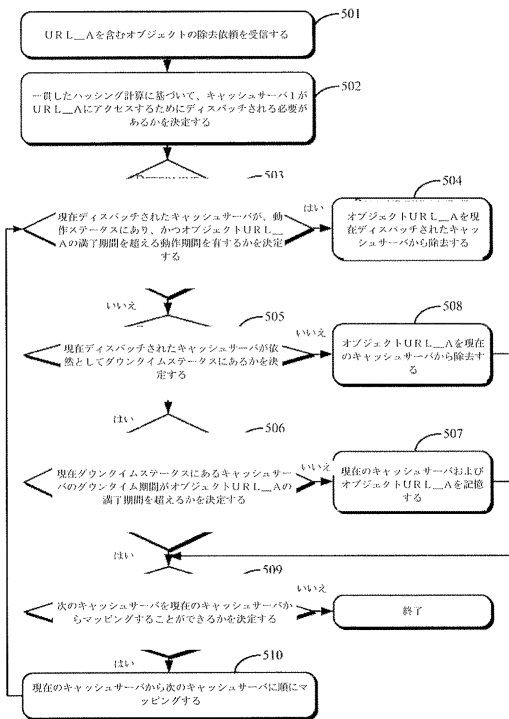 501
URL__Aを含むオブジェクトの除去依頼を受信する
502
一貫したハッシング計算に基づいて、キャッシュサーバ1が
URL__Aにアクセスするためにディスパッチされる必要が
あるかを決定する
503
現在ディスパッチされたキャッシュサーバが、動
作ステータスにあり、かつオブジェクトURL__
Aの満了期間を超える動作期間を有するかを決定
する
はい
504
オブジェクトURL__Aを現
在ディスパッチされたキャッ
シュサーバから除去する
いいえ
505
現在ディスパッチされたキャッシュサーバが依
然としてダウンタイムステータスにあるかを決
定する
いいえ
508
オブジェクトURL__Aを現在
のキャッシュサーバから除去す
る
はい
506
現在ダウンタイムステータスにあるキャッシュサー
バのダウンタイム期間がオブジェクトURL__Aの
満了期間を超えるかを決定する
いいえ
507
現在のキャッシュサーバおよび
オブジェクトURL__Aを記憶
する
はい
509
次のキャッシュサーバを現在のキャッシュサーバか
らマッピングすることができるかを決定する
いいえ
終了
はい
510
現在のキャッシュサーバから次のキャッシュサーバに順にマ
ッピングする